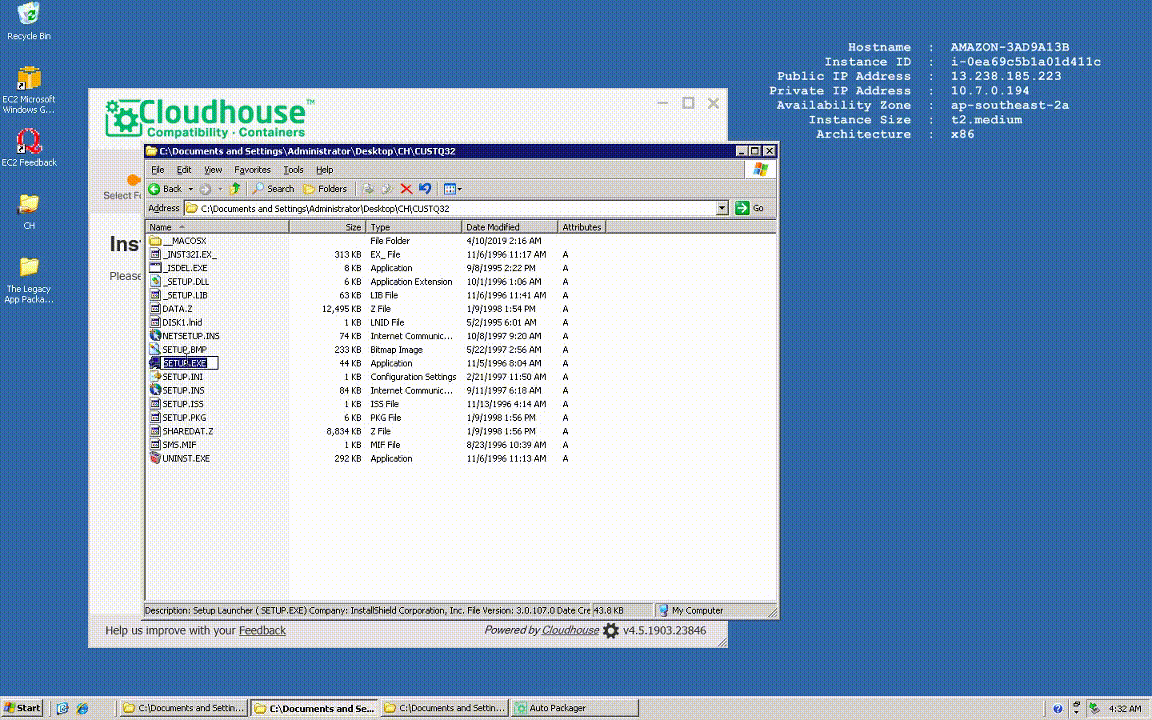 Recycle Bin
EC2 Microsoft
Windows G...
EC2 Feedback
CH
The Legacy
App Packa...
Hostname : AMAZON-3AD9A13B
Instance ID : i-0ea69c5b1a01d411c
Public IP Address : 13.238.185.223
Private IP Address : 10.7.0.194
Availability Zone : ap-southeast-2a
Instance Size : t2.medium
Architecture : x86
Cloudhouse™
Compatibility · Containers
Select Fo
Inst
Please
C:\Documents and Settings\Administrator\Desktop\CH\CUSTQ32
File Edit View Favorites Tools Help
Back Search Folders
Address C:\Documents and Settings\Administrator\Desktop\CH\CUSTQ32 Go
Name Size Type Date Modified Attributes
__MACOSX File Folder 4/10/2019 2:16 AM
_INST32I.EX_ 313 KB EX_ File 11/6/1996 11:17 AM A
_ISDEL.EXE 8 KB Application 9/8/1995 2:22 PM A
_SETUP.DLL 6 KB Application Extension 10/1/1996 1:06 AM A
_SETUP.LIB 63 KB LIB File 11/6/1996 11:41 AM A
DATA.Z 12,495 KB Z File 1/9/1998 1:54 PM A
DISK1.lnid 1 KB LNID File 5/2/1995 6:01 AM A
NETSETUP.INS 74 KB Internet Communic... 10/8/1997 9:20 AM A
SETUP.BMP 233 KB Bitmap Image 5/22/1997 2:56 AM A
SETUP.EXE 44 KB Application 11/5/1996 8:04 AM A
SETUP.INI 1 KB Configuration Settings 2/21/1997 11:50 AM A
SETUP.INS 84 KB Internet Communic... 9/11/1997 6:18 AM A
SETUP.ISS 1 KB ISS File 11/13/1996 4:14 AM A
SETUP.PKG 6 KB PKG File 1/9/1998 1:56 PM A
SHAREDAT.Z 8,834 KB Z File 1/9/1998 1:56 PM A
SMS.MIF 1 KB MIF File 8/23/1996 10:39 AM A
UNINST.EXE 292 KB Application 11/6/1996 11:13 AM A
Description: Setup Launcher ( SETUP.EXE) Company: InstallShield Corporation, Inc. File Version: 3.0.107.0 Date Cre 43.8 KB My Computer
Help us improve with your Feedback Powered by Cloudhouse v4.5.1903.23846
Start C:\Documents and Settin... C:\Documents and Se... C:\Documents and Settin... Auto Packager 4:32 AM